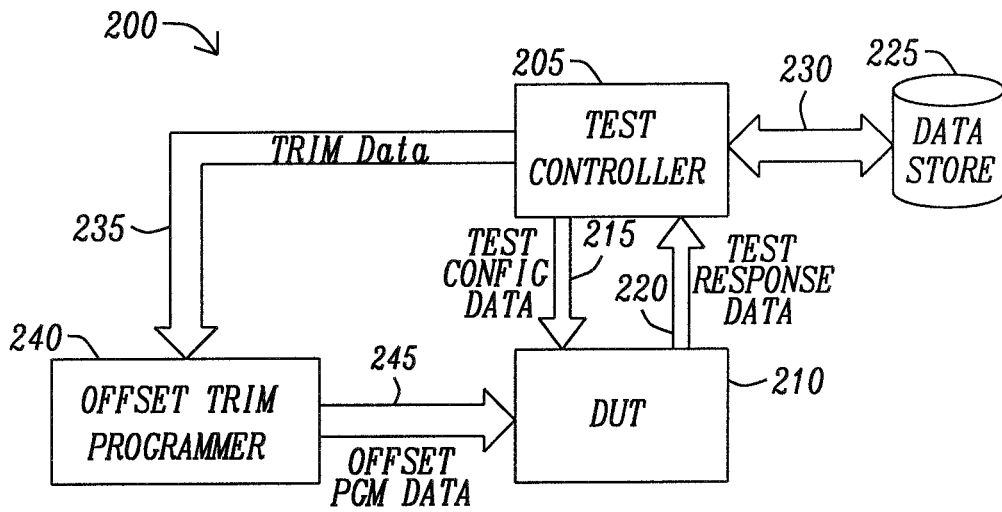 200
205
TEST
CONTROLLER
230
225
DATA
STORE
TRIM Data
235
TEST
CONFIG
DATA
215
220
TEST
RESPONSE
DATA
240
OFFSET TRIM
PROGRAMMER
245
OFFSET
PGM DATA
DUT
210